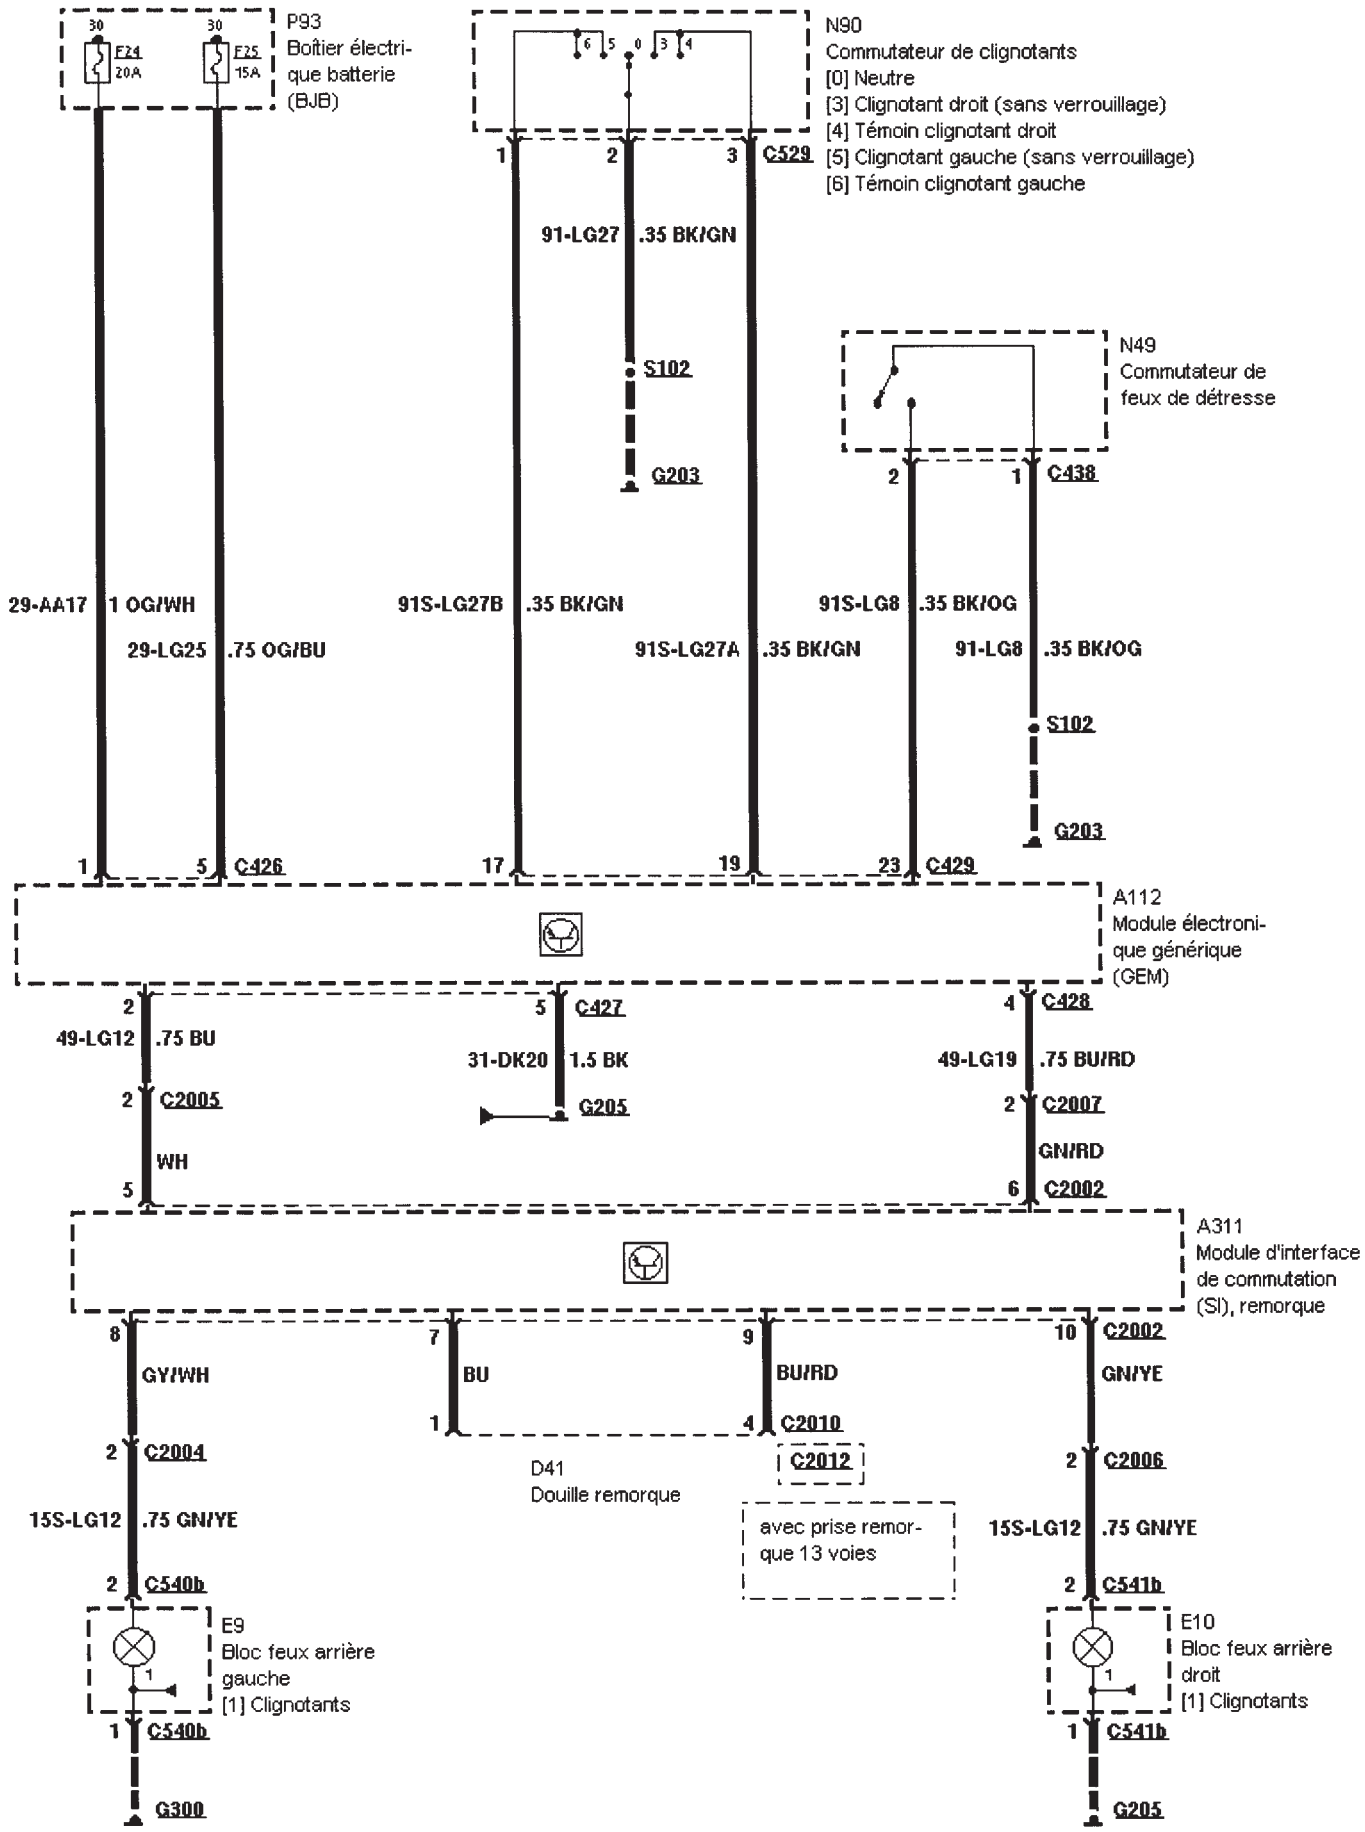 30
30
F24
20A
F25
15A
P93
Boîtier électri-
que batterie
(BJB)
6
5
0
3
4
N90
Commutateur de clignotants
[0] Neutre
[3] Clignotant droit (sans verrouillage)
[4] Témoin clignotant droit
[5] Clignotant gauche (sans verrouillage)
[6] Témoin clignotant gauche
1
2
3
C529
91-LG27
.35 BK/GN
S102
G203
N49
Commutateur de
feux de détresse
2
1
C438
29-AA17
1 OG/WH
29-LG25
.75 OG/BU
91S-LG27B
.35 BK/GN
91S-LG27A
.35 BK/GN
91S-LG8
.35 BK/OG
91-LG8
.35 BK/OG
S102
G203
1
5
C426
17
19
23
C429
A112
Module électroni-
que générique
(GEM)
2
5
C427
4
C428
49-LG12
.75 BU
31-DK20
1.5 BK
49-LG19
.75 BU/RD
2
C2005
G205
2
C2007
WH
GN/RD
5
6
C2002
A311
Module d'interface
de commutation
(SI), remorque
8
7
9
10
C2002
GY/WH
BU
BU/RD
GN/YE
1
4
C2010
2
C2004
C2012
2
C2006
D41
Douille remorque
15S-LG12
.75 GN/YE
avec prise remor-
que 13 voies
15S-LG12
.75 GN/YE
2
C540b
2
C541b
E9
Bloc feux arrière
gauche
[1] Clignotants
1
E10
Bloc feux arrière
droit
[1] Clignotants
1
1
C540b
1
C541b
G300
G205